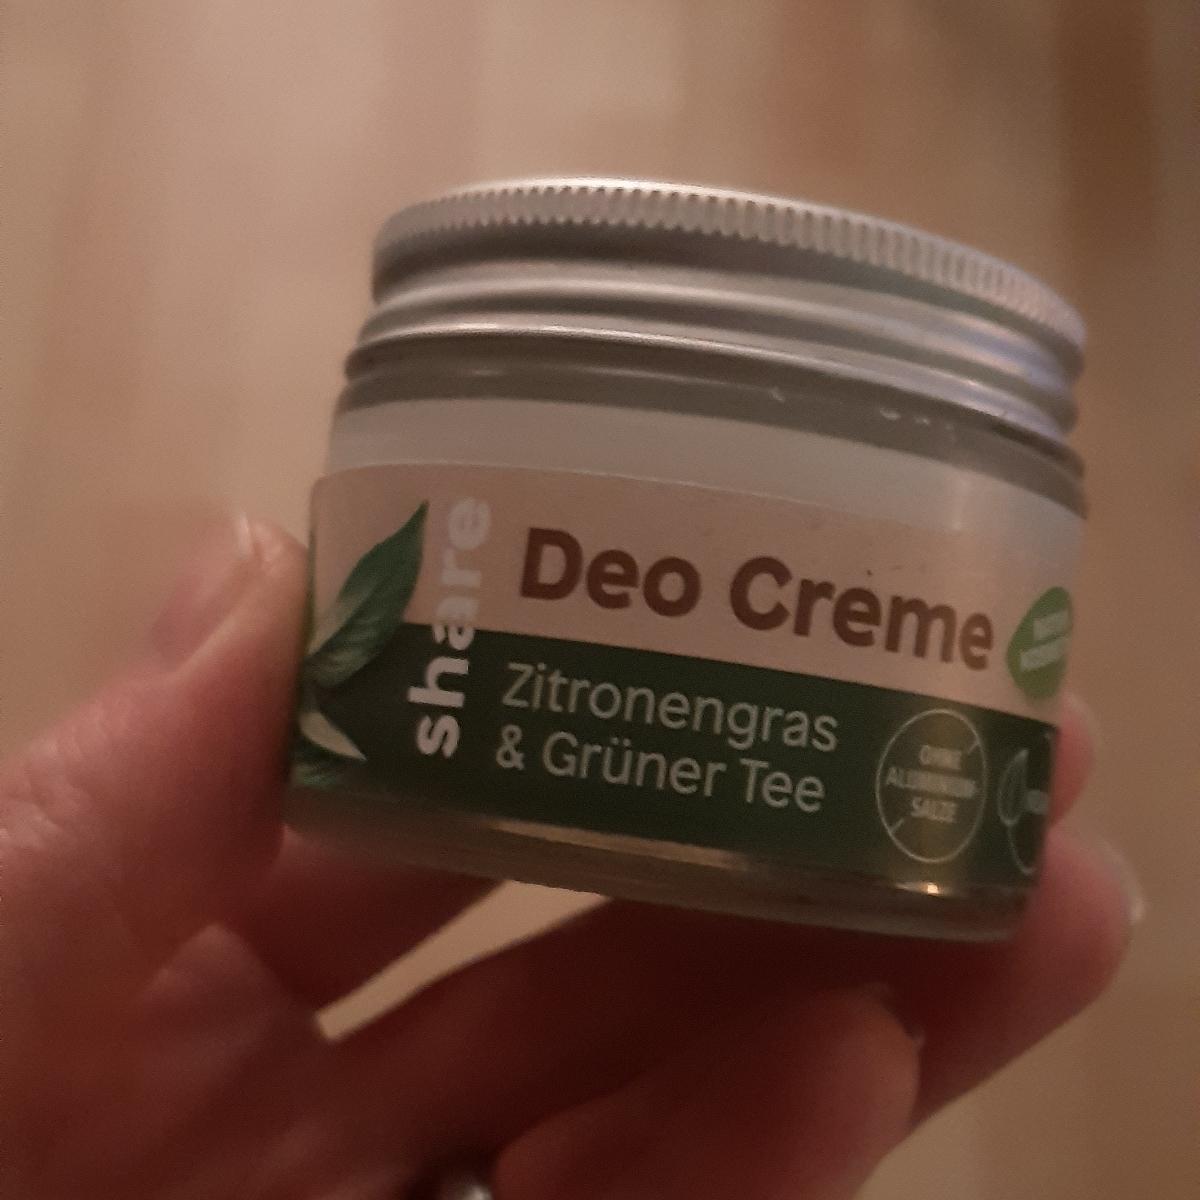 share
Deo Creme
Zitronengras
& Grüner Tee
OHNE
ALUMINIUM-
SALZE